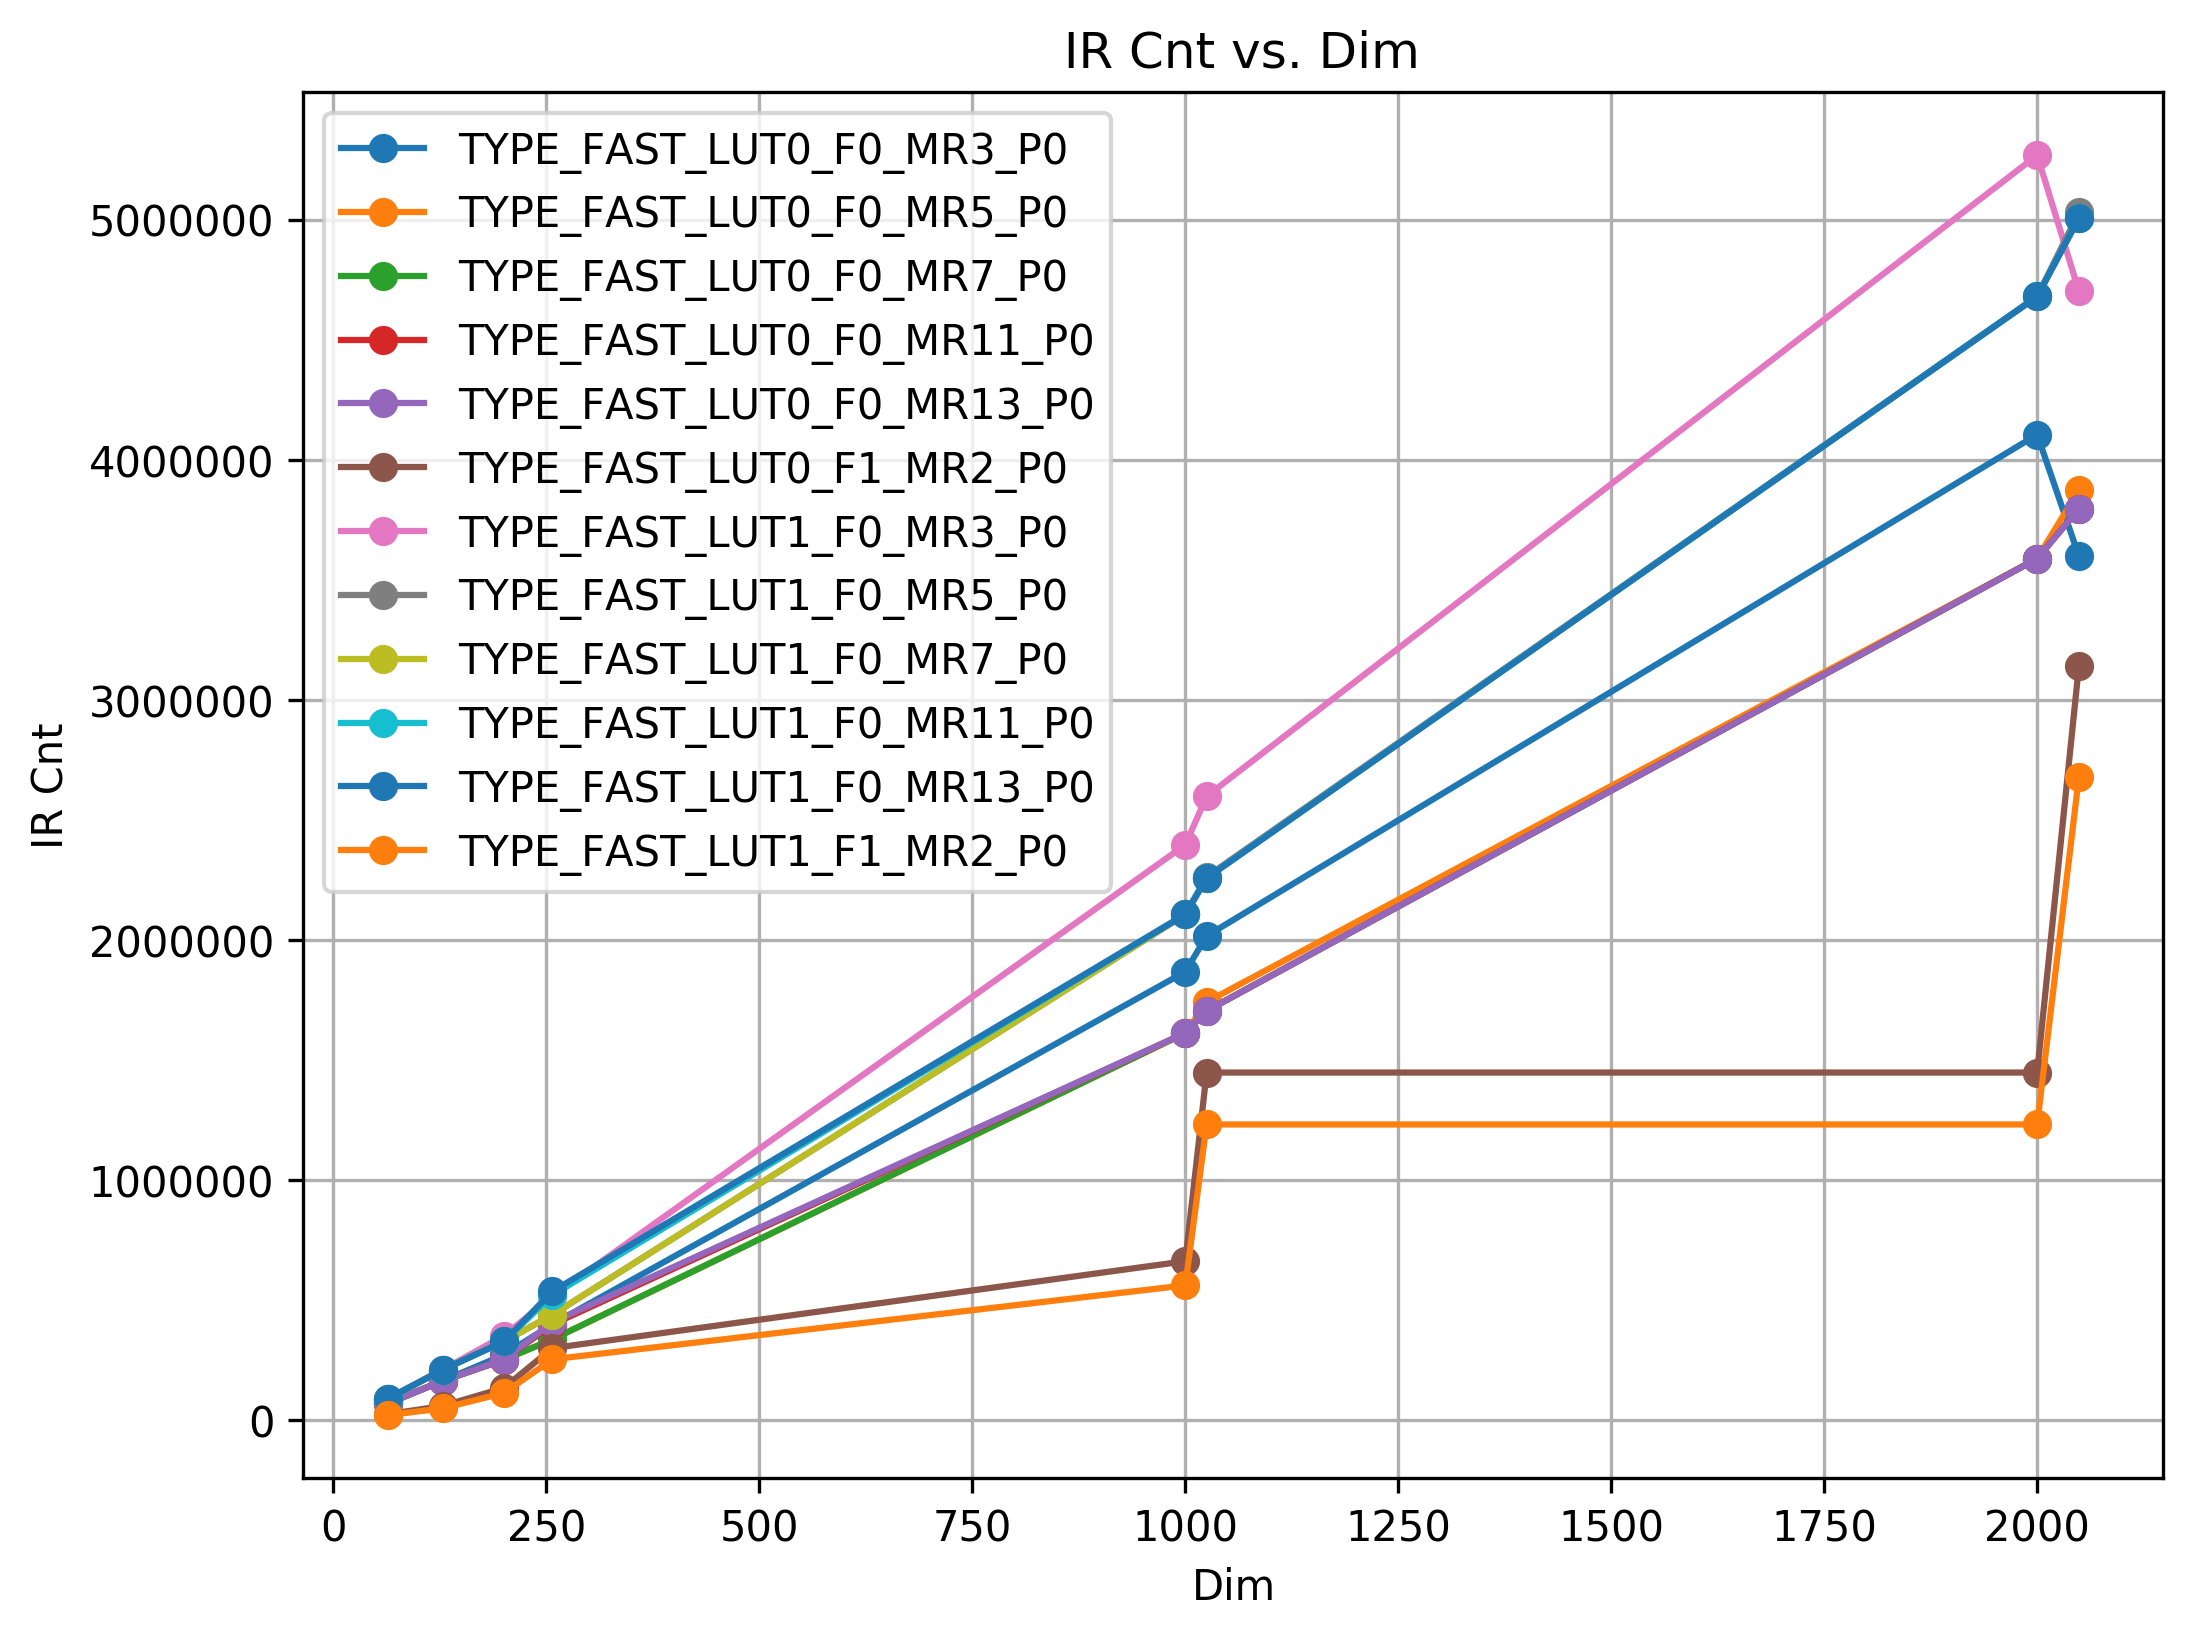 IR Cnt vs. Dim
TYPE_FAST_LUT0_F0_MR3_P0
TYPE_FAST_LUT0_F0_MR5_P0
TYPE_FAST_LUT0_F0_MR7_P0
TYPE_FAST_LUT0_F0_MR11_P0
TYPE_FAST_LUT0_F0_MR13_P0
TYPE_FAST_LUT0_F1_MR2_P0
TYPE_FAST_LUT1_F0_MR3_P0
TYPE_FAST_LUT1_F0_MR5_P0
TYPE_FAST_LUT1_F0_MR7_P0
TYPE_FAST_LUT1_F0_MR11_P0
TYPE_FAST_LUT1_F0_MR13_P0
TYPE_FAST_LUT1_F1_MR2_P0
5000000
4000000
3000000
2000000
1000000
0
IR Cnt
0 250 500 750 1000 1250 1500 1750 2000
Dim